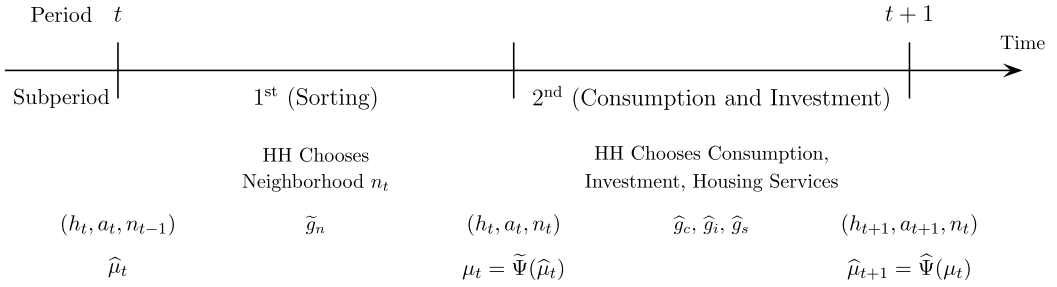 Period t t + 1
Time
Subperiod 1st (Sorting) 2nd (Consumption and Investment)
HH Chooses HH Chooses Consumption,
Neighborhood n_t Investment, Housing Services
(h_t, a_t, n_{t−1}) g̃_n (h_t, a_t, n_t) ĝ_c, ĝ_i, ĝ_s (h_{t+1}, a_{t+1}, n_t)
μ̂_t μ_t = Ψ̃(μ̂_t) μ̂_{t+1} = Ψ̂(μ_t)